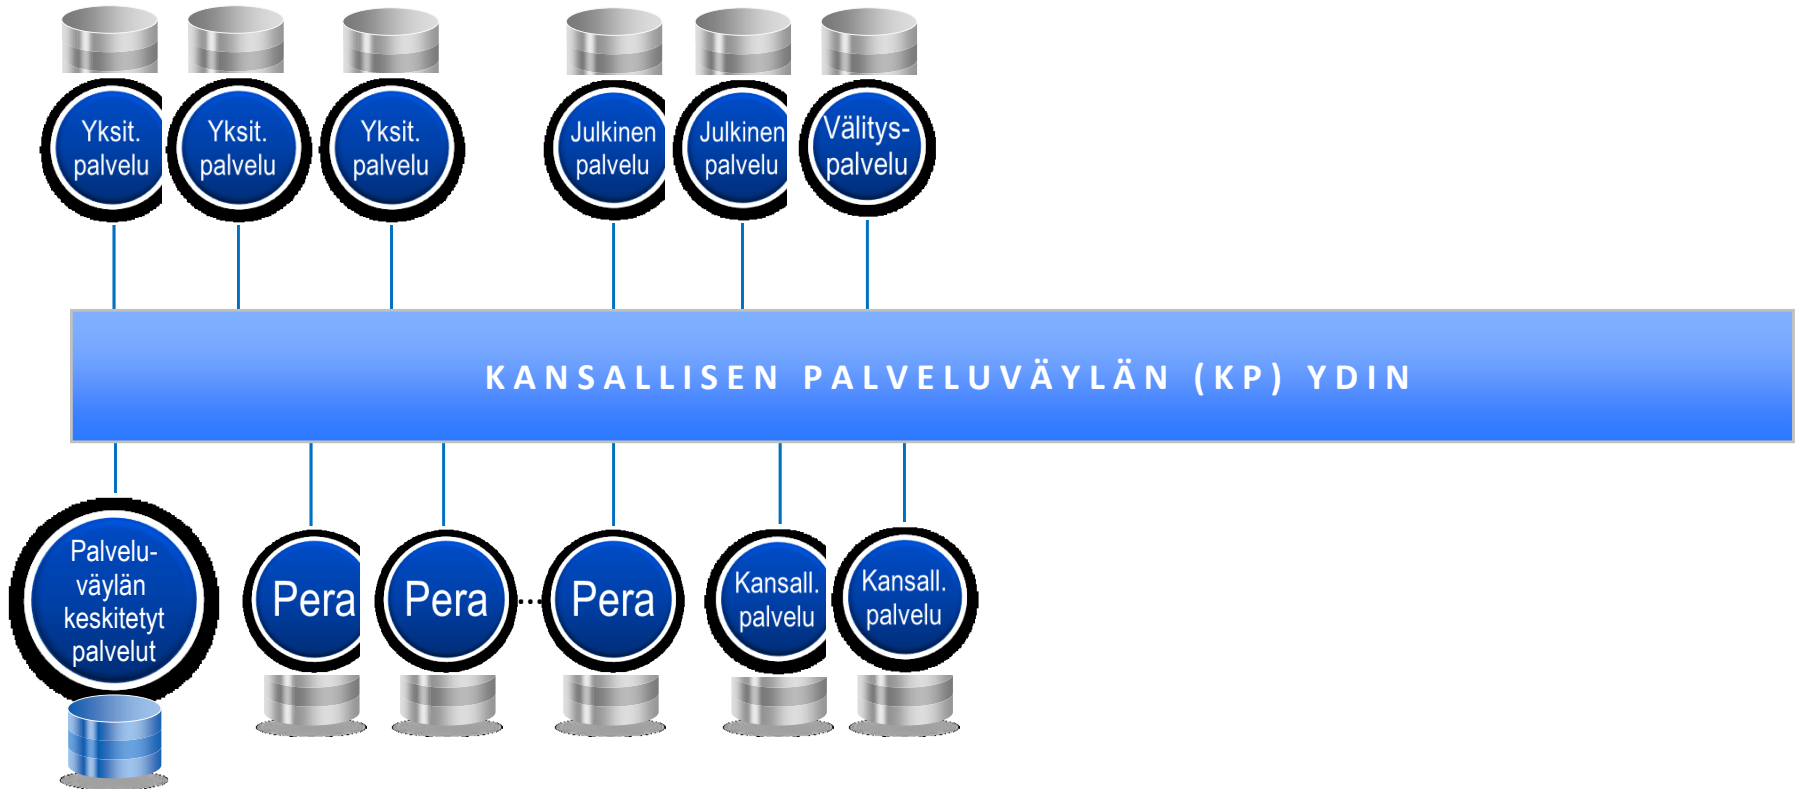 Yksit.
palvelu
Yksit.
palvelu
Yksit.
palvelu
Julkinen
palvelu
Julkinen
palvelu
Välitys-
palvelu
KANSALLISEN PALVELUVÄYLÄN (KP) YDIN
Palvelu-
väylän
keskitetyt
palvelut
Pera
Pera
...
Pera
Kansall.
palvelu
Kansall.
palvelu